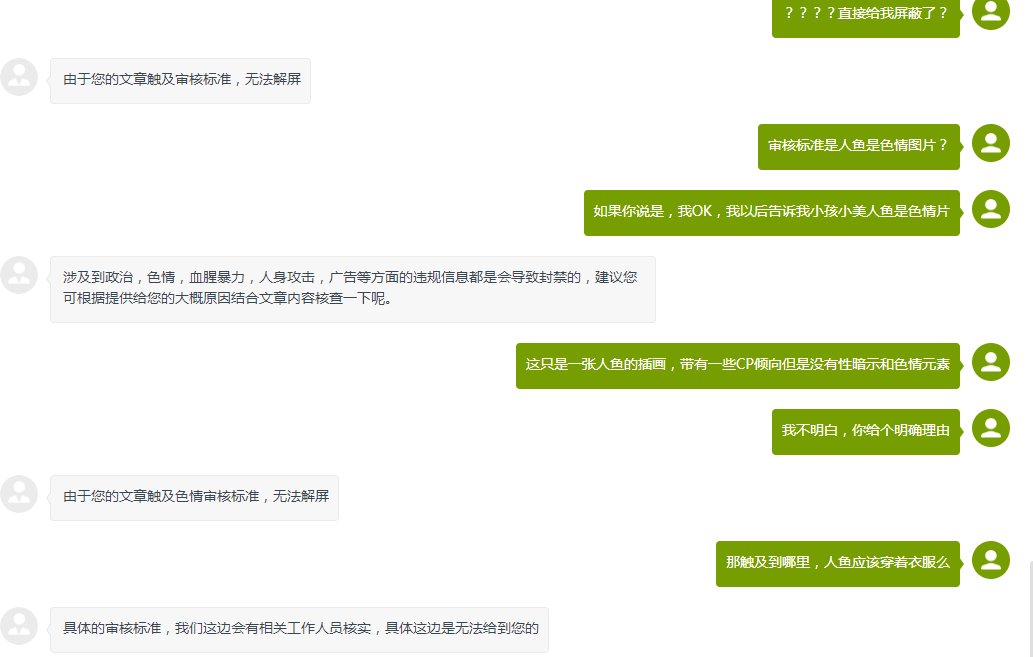 ？？？？直接给我屏蔽了？
由于您的文章触及审核标准，无法解屏
审核标准是人鱼是色情图片？
如果你说是，我OK，我以后告诉我小孩小美人鱼是色情片
涉及到政治，色情，血腥暴力，人身攻击，广告等方面的违规信息都是会导致封禁的，建议您
可根据提供给您的大概原因结合文章内容核查一下呢。
这只是一张人鱼的插画，带有一些CP倾向但是没有性暗示和色情元素
我不明白，你给个明确理由
由于您的文章触及色情审核标准，无法解屏
那触及到哪里，人鱼应该穿着衣服么
具体的审核标准，我们这边会有相关工作人员核实，具体这边是无法给到您的